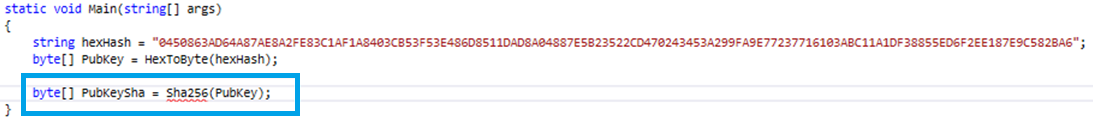 static void Main(string[] args)
{
string hexHash = "0450863AD64A87AE8A2FE83C1AF1A8403CB53F53E486D8511DAD8A04887E5B23522CD470243453A299FA9E77237716103ABC11A1DF38855ED6F2EE187E9C582BA6";
byte[] PubKey = HexToByte(hexHash);
byte[] PubKeySha = Sha256(PubKey);
}